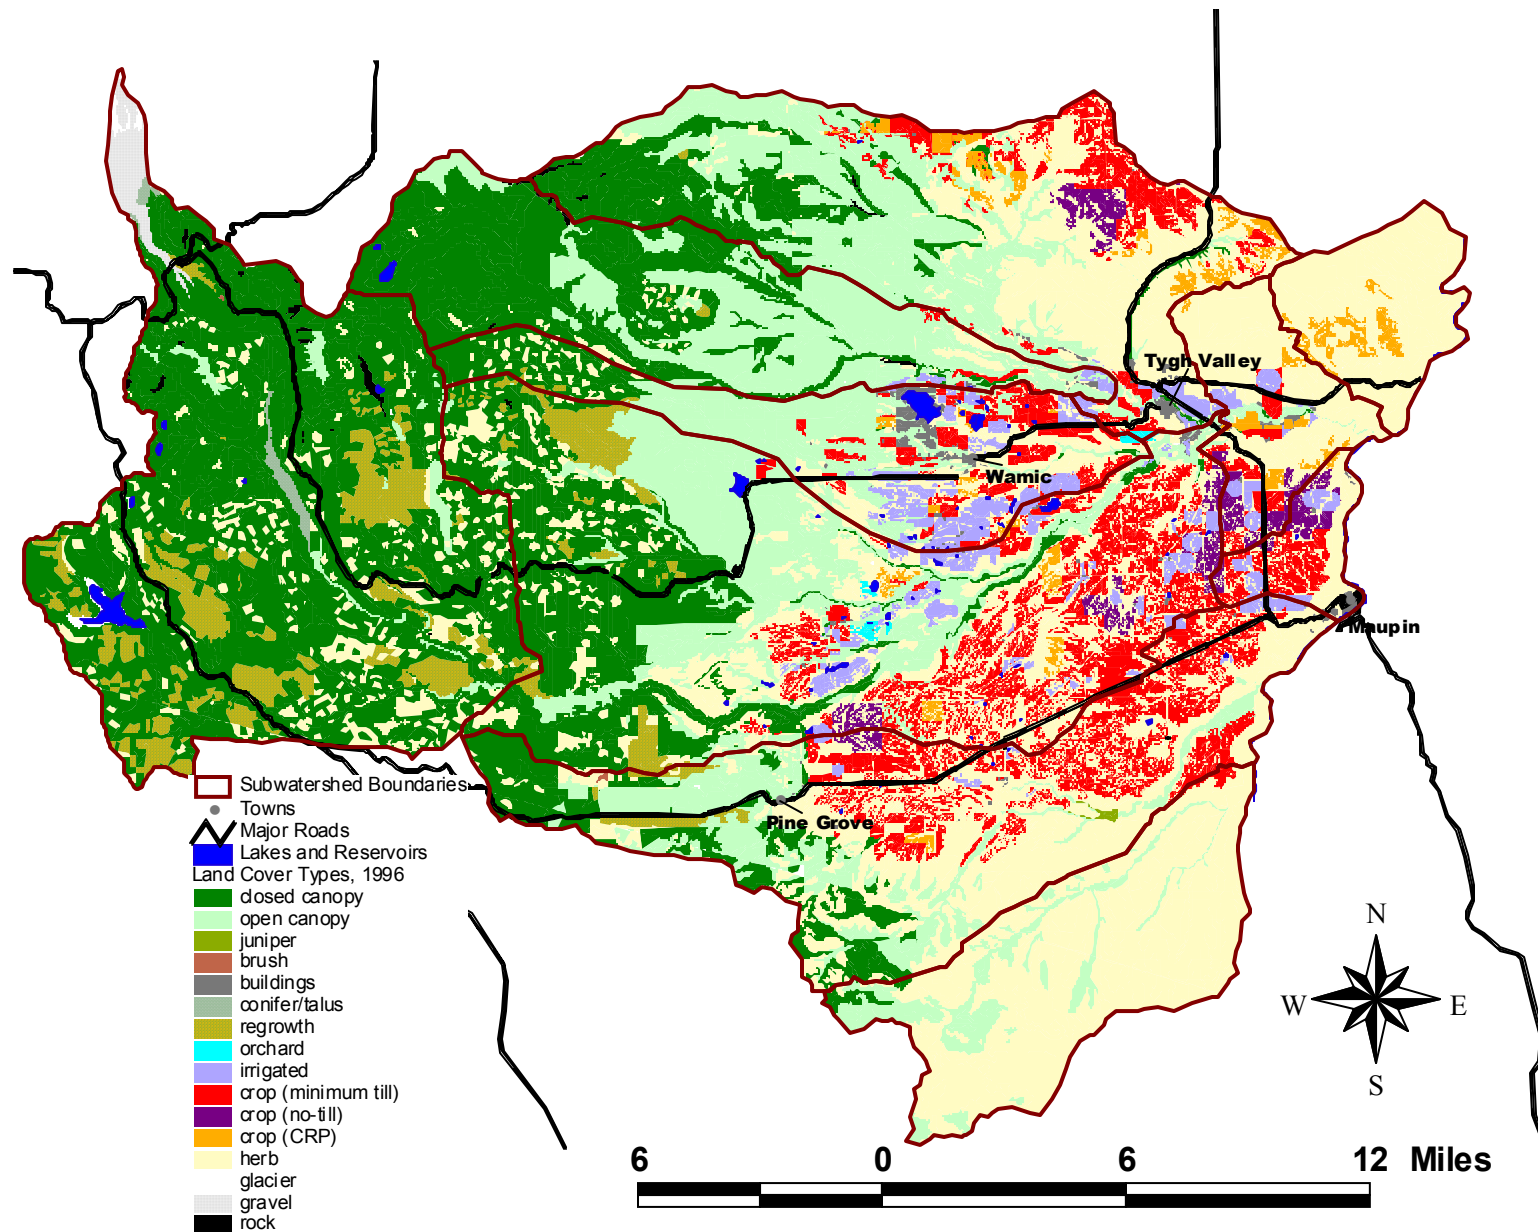 Tygh Valley
Wamic
Maupin
Pine Grove
Subwatershed Boundaries
Towns
Major Roads
Lakes and Reservoirs
Land Cover Types, 1996
closed canopy
open canopy
juniper
brush
buildings
conifer/talus
regrowth
orchard
irrigated
crop (minimum till)
crop (no-till)
crop (CRP)
herb
glacier
gravel
rock
N
W E
S
6 0 6 12 Miles